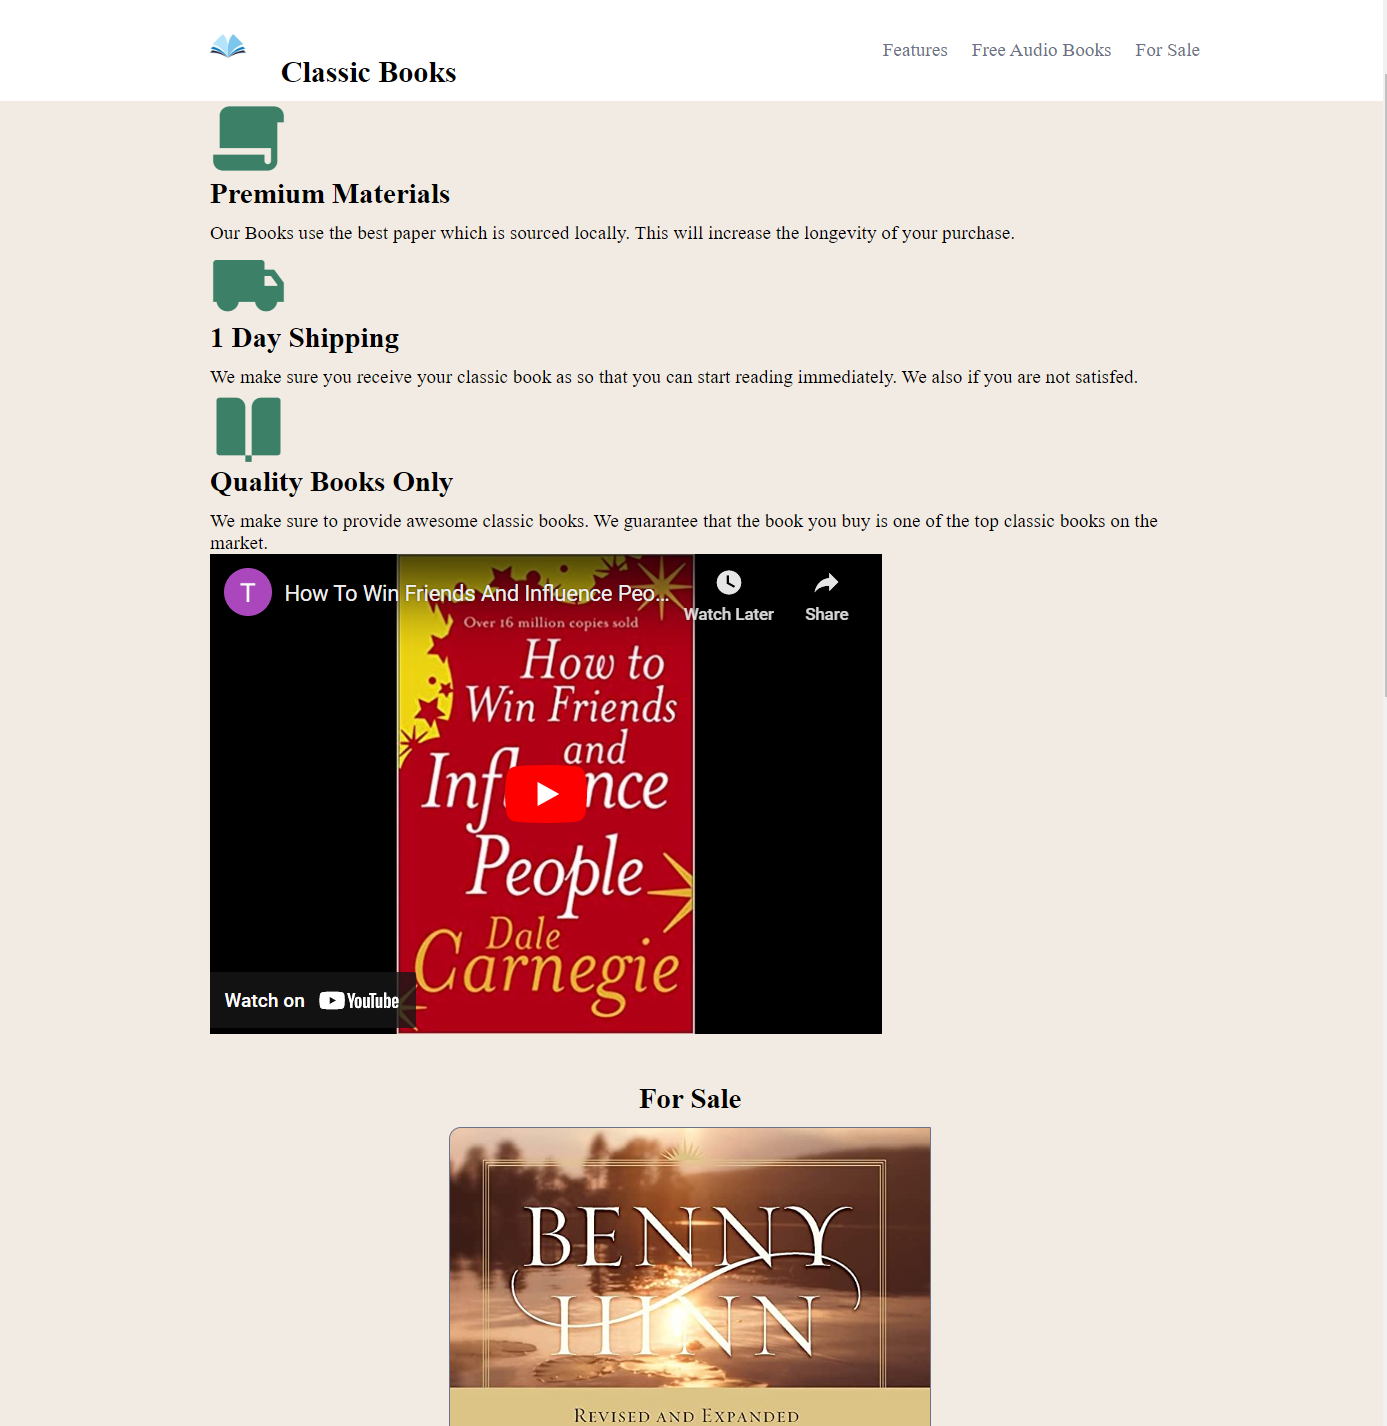 Features Free Audio Books For Sale
Classic Books
Premium Materials
Our Books use the best paper which is sourced locally. This will increase the longevity of your purchase.
1 Day Shipping
We make sure you receive your classic book as so that you can start reading immediately. We also if you are not satisfed.
Quality Books Only
We make sure to provide awesome classic books. We guarantee that the book you buy is one of the top classic books on the
market.
T How To Win Friends And Influence Peo...
Watch Later Share
Over 16 million copies sold
How to
Win Friends
and
Influence
People
Dale
Carnegie
Watch on YouTube
For Sale
BENNY
HINN
REVISED AND EXPANDED